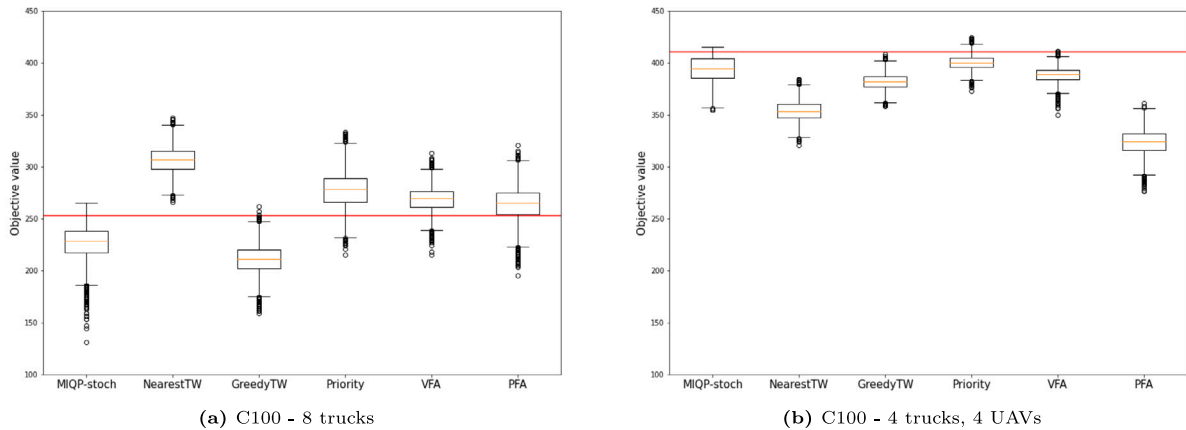 450
400
350
300
250
200
150
100
Objective value
MIQP-stoch NearestTW GreedyTW Priority VFA PFA
(a) C100 - 8 trucks
450
400
350
300
250
200
150
100
Objective value
MIQP-stoch NearestTW GreedyTW Priority VFA PFA
(b) C100 - 4 trucks, 4 UAVs